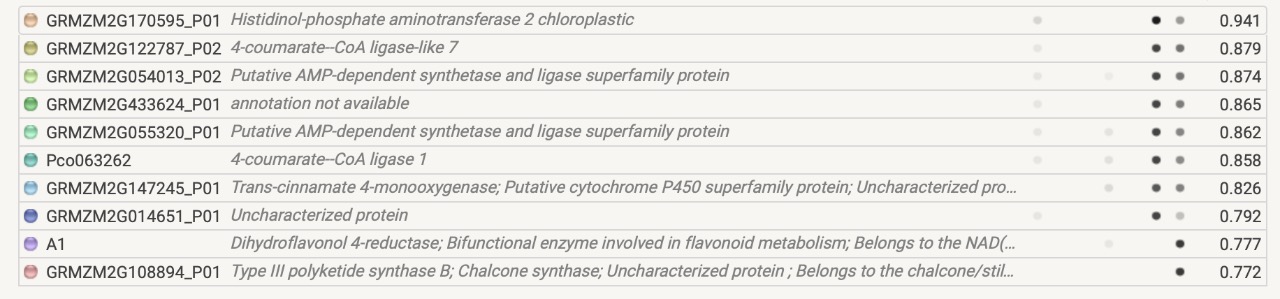 GRMZM2G170595_P01 Histidinol-phosphate aminotransferase 2 chloroplastic 0.941
GRMZM2G122787_P02 4-coumarate--CoA ligase-like 7 0.879
GRMZM2G054013_P02 Putative AMP-dependent synthetase and ligase superfamily protein 0.874
GRMZM2G433624_P01 annotation not available 0.865
GRMZM2G055320_P01 Putative AMP-dependent synthetase and ligase superfamily protein 0.862
Pco063262 4-coumarate--CoA ligase 1 0.858
GRMZM2G147245_P01 Trans-cinnamate 4-monooxygenase; Putative cytochrome P450 superfamily protein; Uncharacterized pro... 0.826
GRMZM2G014651_P01 Uncharacterized protein 0.792
A1 Dihydroflavonol 4-reductase; Bifunctional enzyme involved in flavonoid metabolism; Belongs to the NAD(... 0.777
GRMZM2G108894_P01 Type III polyketide synthase B; Chalcone synthase; Uncharacterized protein ; Belongs to the chalcone/stil... 0.772